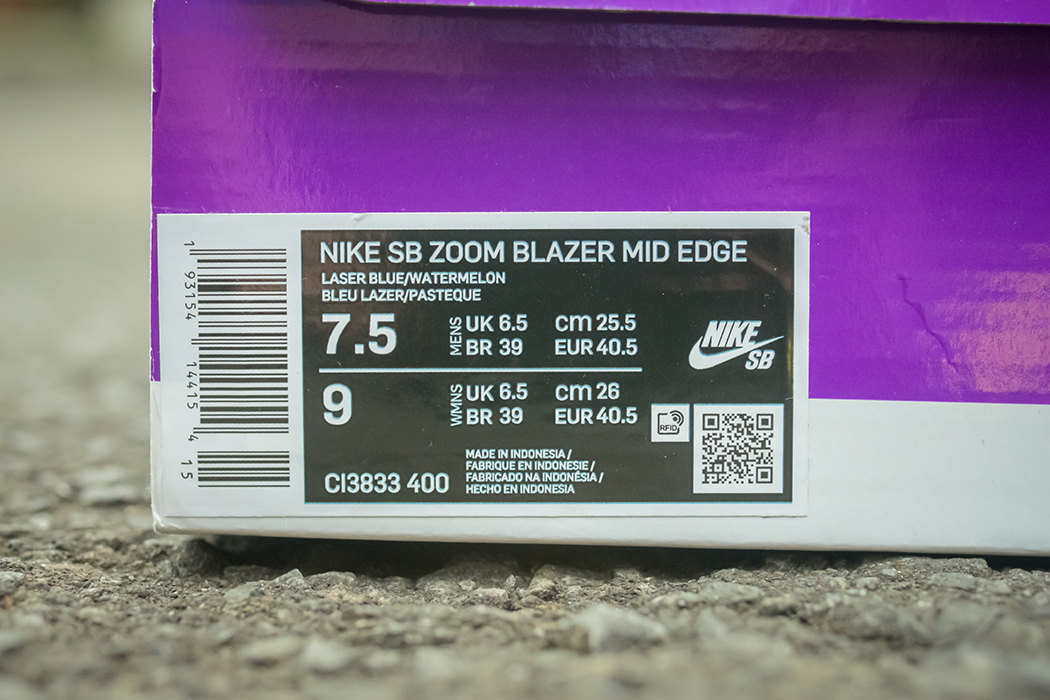 1 93154 14415 4 15
NIKE SB ZOOM BLAZER MID EDGE
LASER BLUE/WATERMELON
BLEU LAZER/PASTEQUE
7.5
MENS
UK 6.5 cm 25.5
BR 39 EUR 40.5
NIKE
SB
9
WMNS
UK 6.5 cm 26
BR 39 EUR 40.5
RFID
CI3833 400
MADE IN INDONESIA /
FABRIQUE EN INDONESIE /
FABRICADO NA INDONÉSIA /
HECHO EN INDONESIA